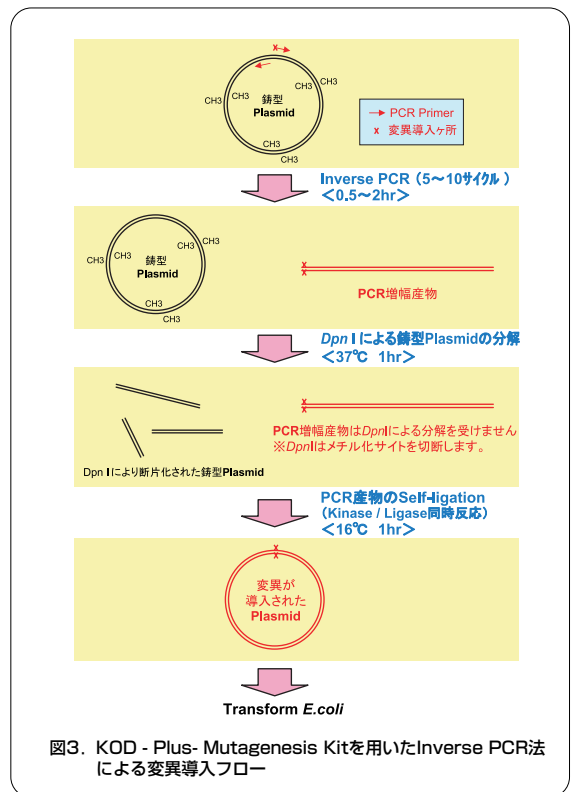 x
CH3 CH3 CH3 CH3
鋳型
Plasmid
CH3
CH3
→ PCR Primer
x 変異導入ヶ所
Inverse PCR (5~10サイクル)
<0.5~2hr>
CH3 CH3 CH3 CH3
鋳型
Plasmid
CH3
CH3
x
x
PCR増幅産物
Dpn I による鋳型Plasmidの分解
<37℃ 1hr>
x
x
PCR増幅産物はDpnIによる分解を受けません
※DpnIはメチル化サイトを切断します。
Dpn I により断片化された鋳型Plasmid
PCR産物のSelf-ligation
(Kinase / Ligase同時反応)
<16℃ 1hr>
x
x
変異が
導入された
Plasmid
Transform E.coli
図3. KOD - Plus- Mutagenesis Kitを用いたInverse PCR法
による変異導入フロー